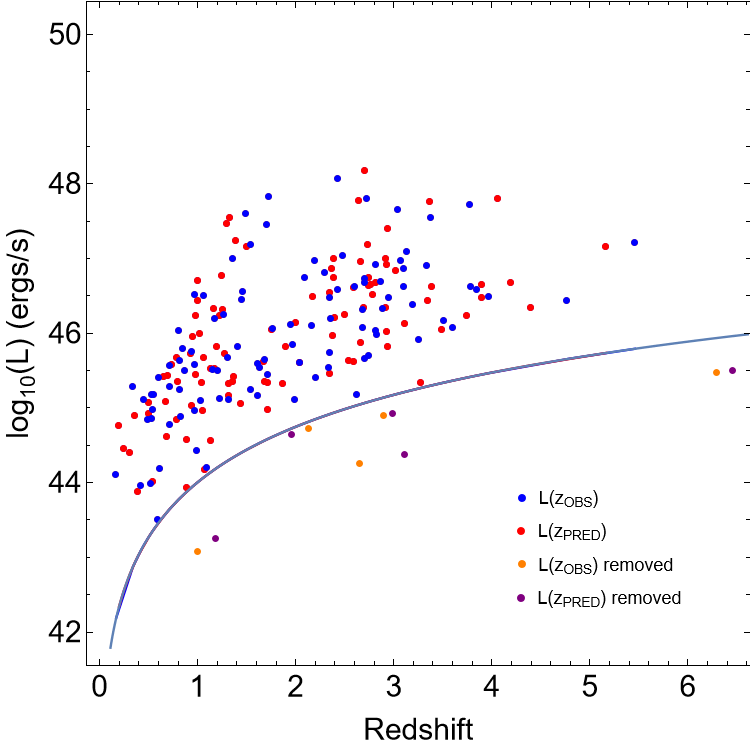 50
48
46
44
42
log10(L) (ergs/s)
L(zOBS)
L(zPRED)
L(zOBS) removed
L(zPRED) removed
0 1 2 3 4 5 6
Redshift